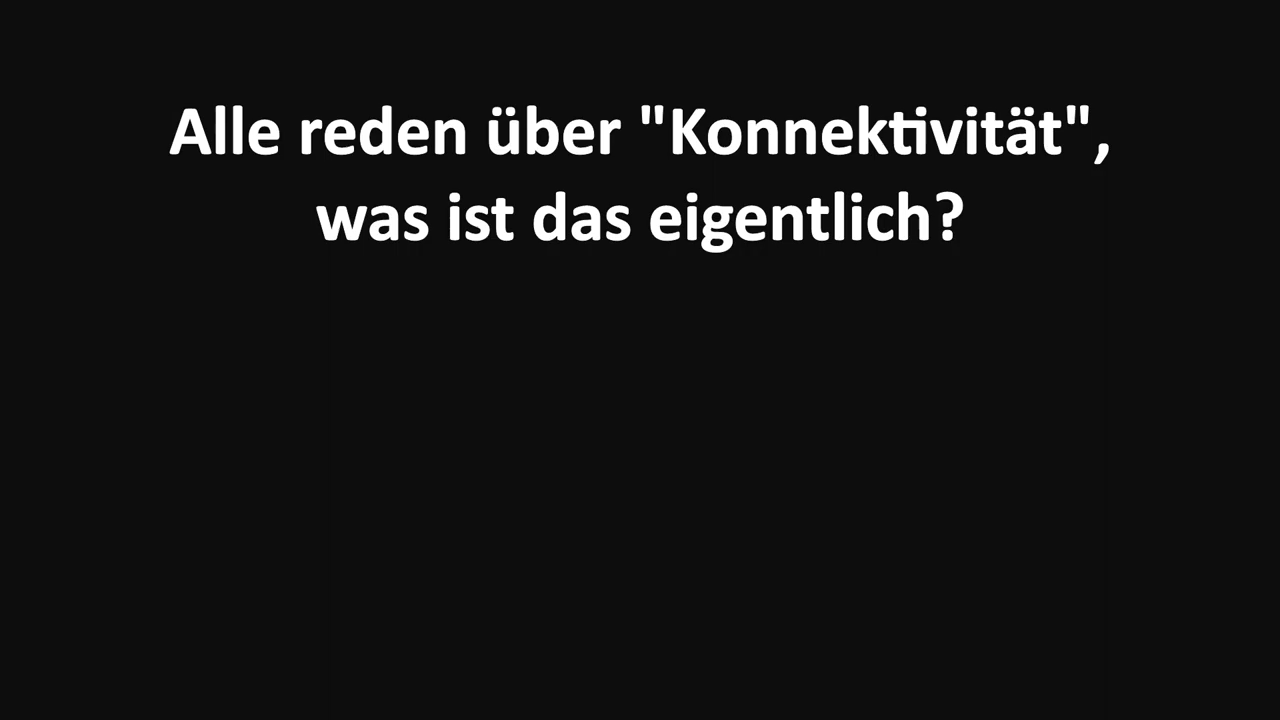 Alle reden über "Konnektivität",
was ist das eigentlich?